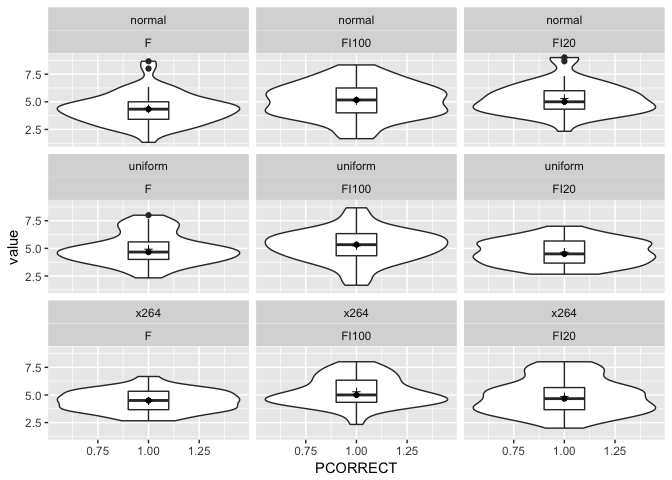 normal normal normal
F FI100 FI20
7.5
5.0
2.5
uniform uniform uniform
F FI100 FI20
7.5
5.0
2.5
value
x264 x264 x264
F FI100 FI20
7.5
5.0
2.5
0.75 1.00 1.25 0.75 1.00 1.25 0.75 1.00 1.25
PCORRECT